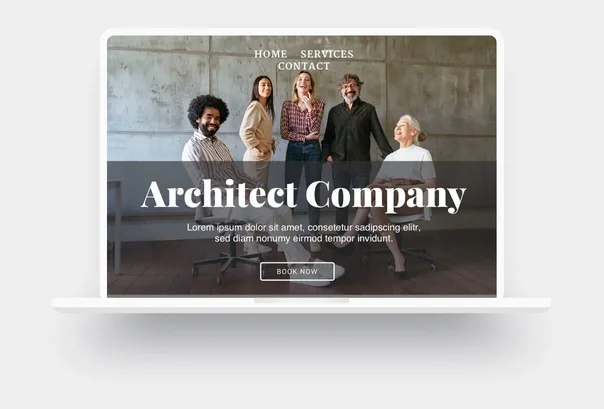 HOME SERVICES
CONTACT
Architect Company
Lorem ipsum dolor sit amet, consetetur sadipscing elitr,
sed diam nonumy eirmod tempor invidunt.
BOOK NOW